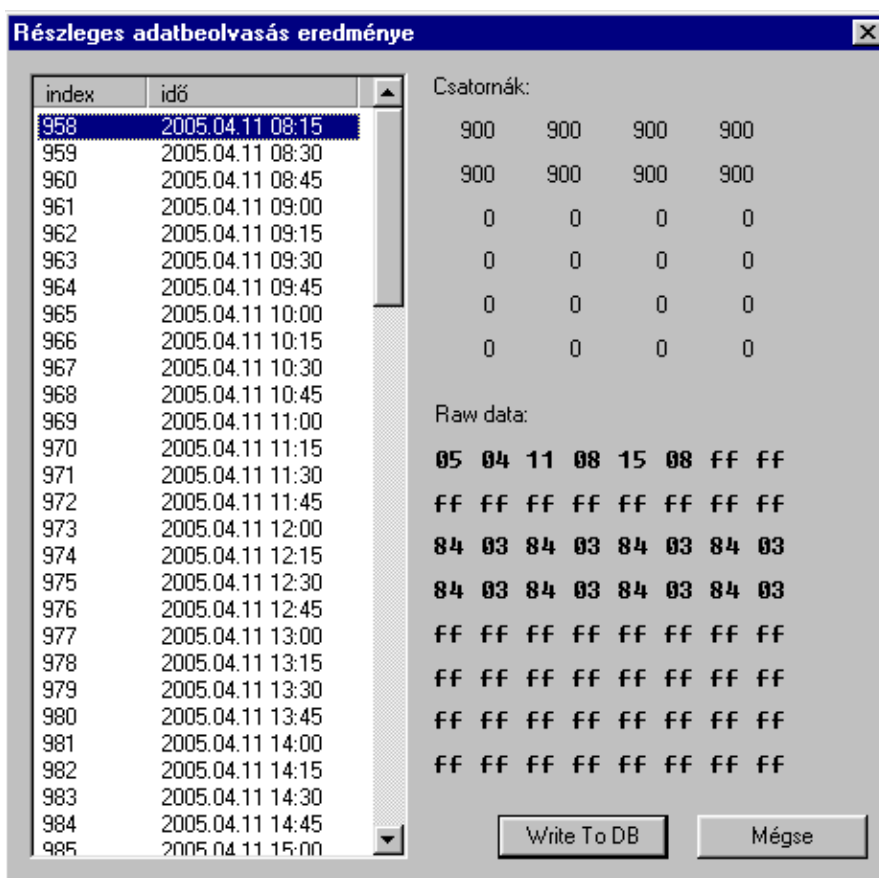 Részleges adatbeolvasás eredménye
index idő
958 2005.04.11 08:15
959 2005.04.11 08:30
960 2005.04.11 08:45
961 2005.04.11 09:00
962 2005.04.11 09:15
963 2005.04.11 09:30
964 2005.04.11 09:45
965 2005.04.11 10:00
966 2005.04.11 10:15
967 2005.04.11 10:30
968 2005.04.11 10:45
969 2005.04.11 11:00
970 2005.04.11 11:15
971 2005.04.11 11:30
972 2005.04.11 11:45
973 2005.04.11 12:00
974 2005.04.11 12:15
975 2005.04.11 12:30
976 2005.04.11 12:45
977 2005.04.11 13:00
978 2005.04.11 13:15
979 2005.04.11 13:30
980 2005.04.11 13:45
981 2005.04.11 14:00
982 2005.04.11 14:15
983 2005.04.11 14:30
984 2005.04.11 14:45
985 2005.04.11 15:00
Csatornák:
900 900 900 900
900 900 900 900
0 0 0 0
0 0 0 0
0 0 0 0
0 0 0 0
Raw data:
05 04 11 08 15 08 ff ff
ff ff ff ff ff ff ff ff
84 03 84 03 84 03 84 03
84 03 84 03 84 03 84 03
ff ff ff ff ff ff ff ff
ff ff ff ff ff ff ff ff
ff ff ff ff ff ff ff ff
ff ff ff ff ff ff ff ff
Write To DB Mégse